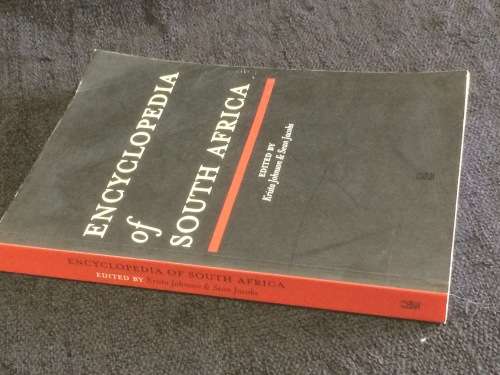 ENCYCLOPEDIA
of
SOUTH AFRICA
EDITED BY
Krista Johnson & Sean Jacobs
ENCYCLOPEDIA OF SOUTH AFRICA
EDITED BY Krista Johnson & Sean Jacobs